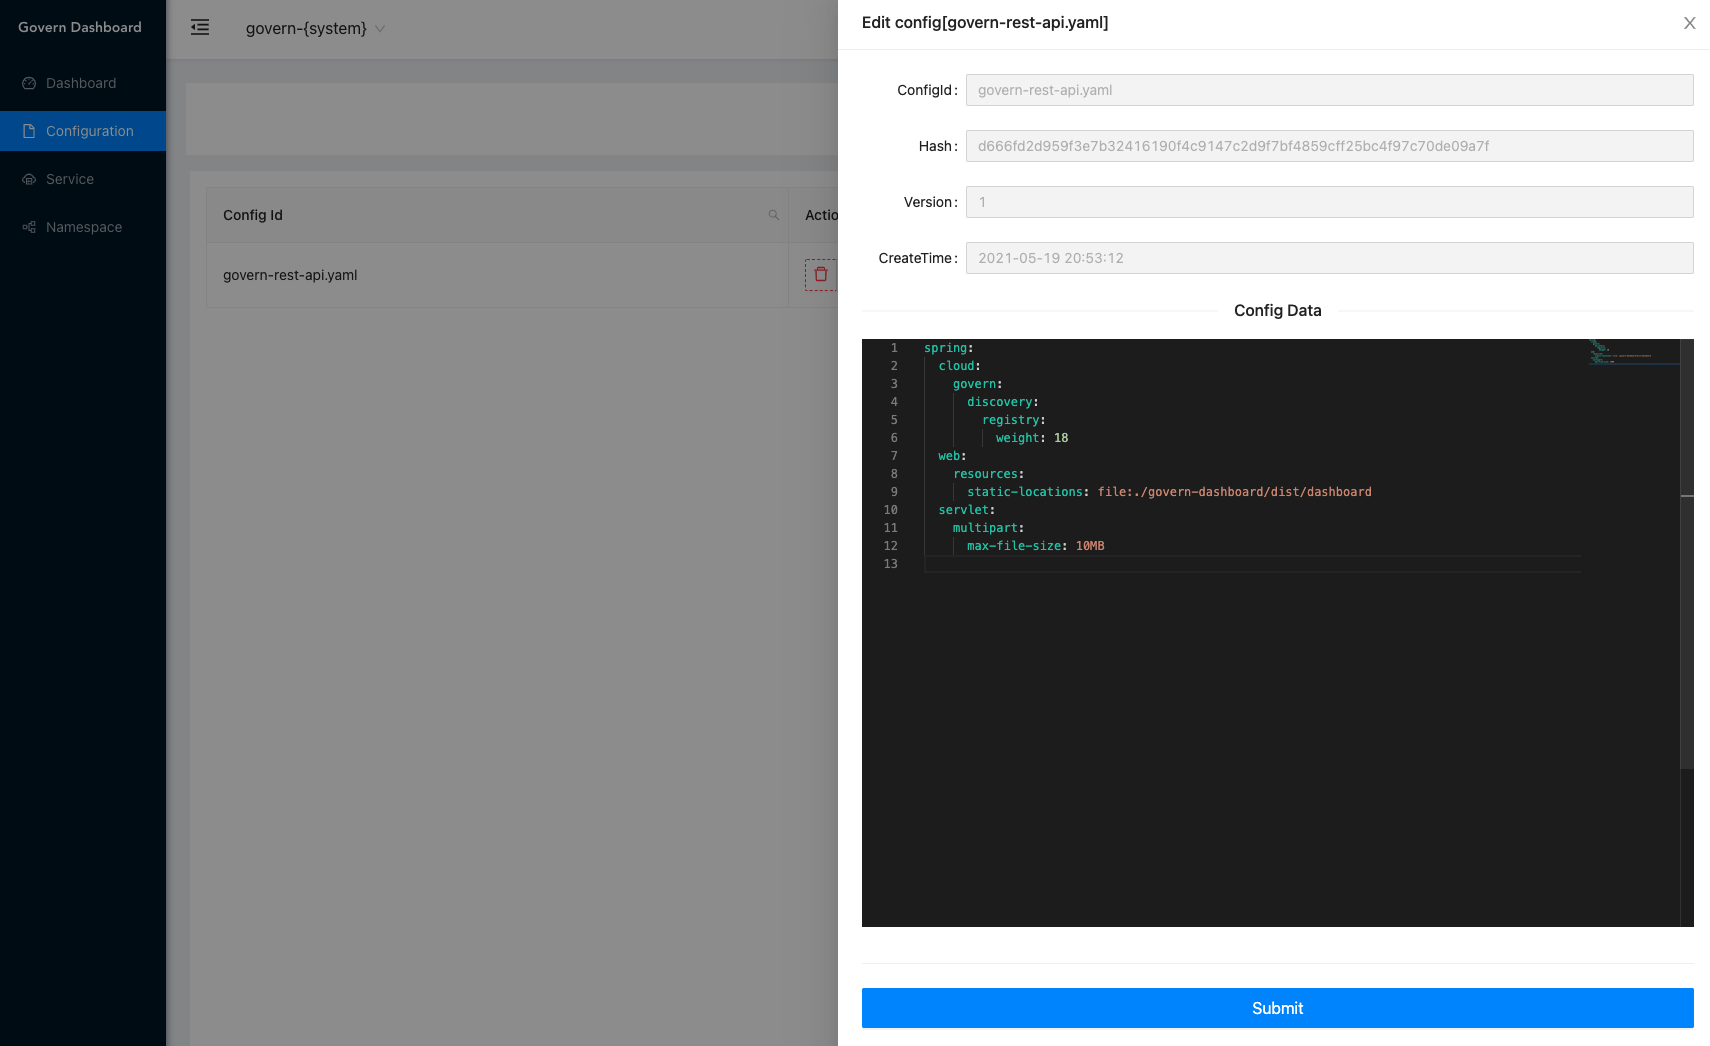 Govern Dashboard
Dashboard
Configuration
Service
Namespace
govern-{system}
Config Id
Actio
govern-rest-api.yaml
Edit config[govern-rest-api.yaml]
ConfigId:
govern-rest-api.yaml
Hash:
d666fd2d959f3e7b32416190f4c9147c2d9f7bf4859cff25bc4f97c70de09a7f
Version:
1
CreateTime:
2021-05-19 20:53:12
Config Data
1 spring:
2   cloud:
3     govern:
4       discovery:
5         registry:
6           weight: 18
7   web:
8     resources:
9       static-locations: file:./govern-dashboard/dist/dashboard
10   servlet:
11     multipart:
12       max-file-size: 10MB
13
Submit